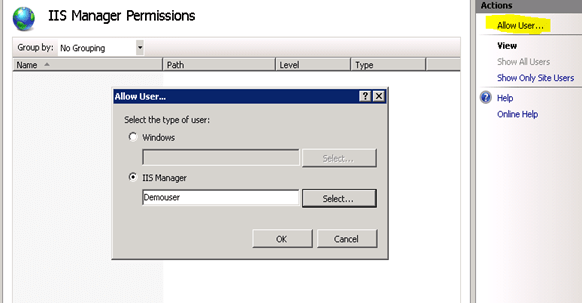 IIS Manager Permissions
Group by: No Grouping
Name Path Level Type
Allow User...
Select the type of user:
Windows
Select...
IIS Manager
Demouser Select...
OK Cancel
Actions
Allow User...
View
Show All Users
Show Only Site Users
Help
Online Help